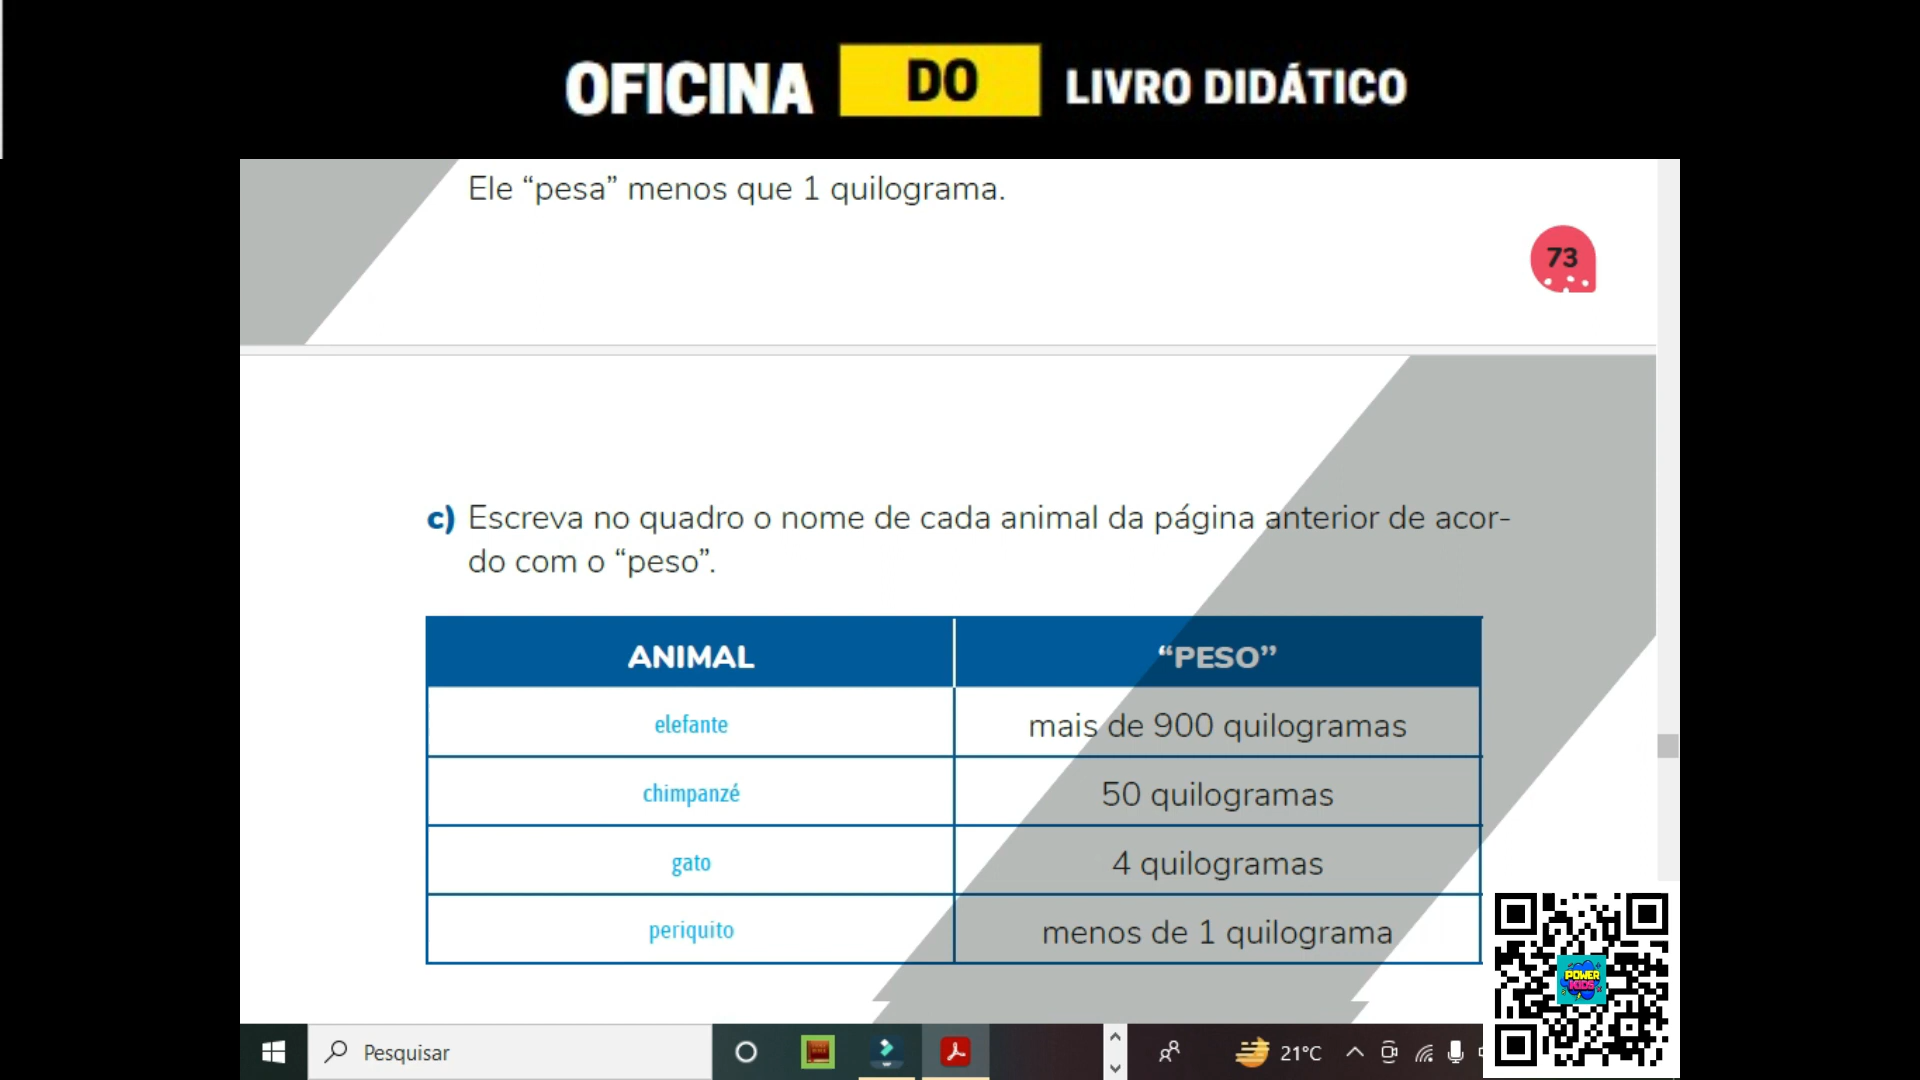 OFICINA DO LIVRO DIDÁTICO
Ele “pesa” menos que 1 quilograma.
73
c) Escreva no quadro o nome de cada animal da página anterior de acor-
do com o “peso”.
ANIMAL “PESO”
elefante mais de 900 quilogramas
chimpanzé 50 quilogramas
gato 4 quilogramas
periquito menos de 1 quilograma
POWER
KIDS
Pesquisar 21°C